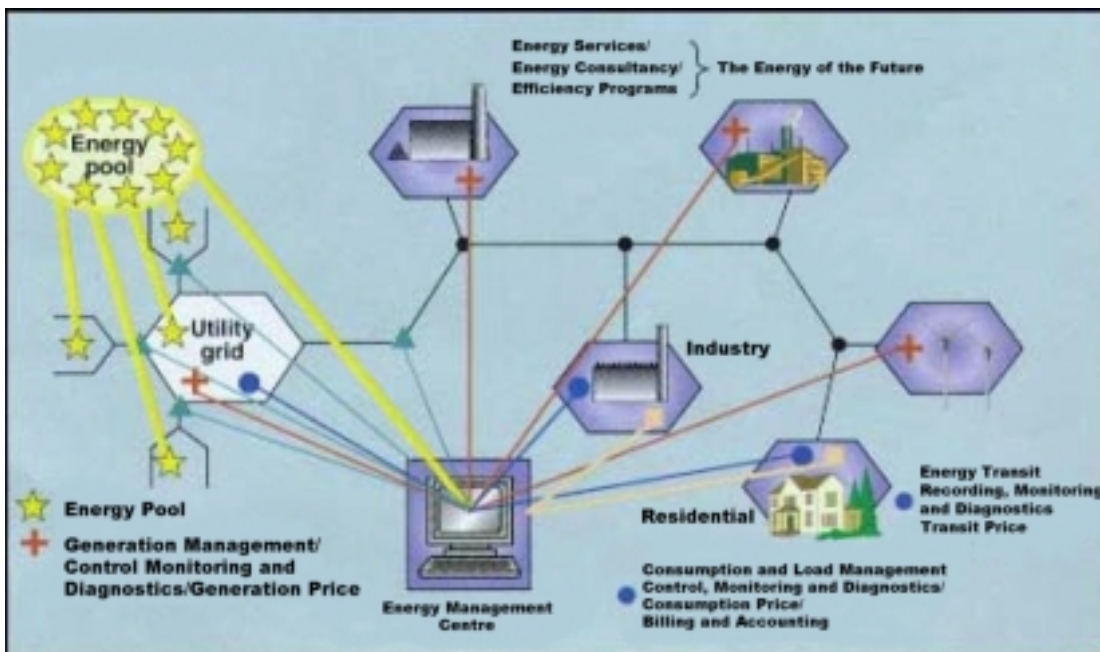 Energy Services/
Energy Consultancy/
Efficiency Programs
The Energy of the Future
Energy
pool
Utility
grid
Industry
Energy Pool
Generation Management/
Control Monitoring and
Diagnostics/Generation Price
Energy Management
Centre
Residential
Energy Transit
Recording, Monitoring
and Diagnostics
Transit Price
Consumption and Load Management
Control, Monitoring and Diagnostics/
Consumption Price/
Billing and Accounting